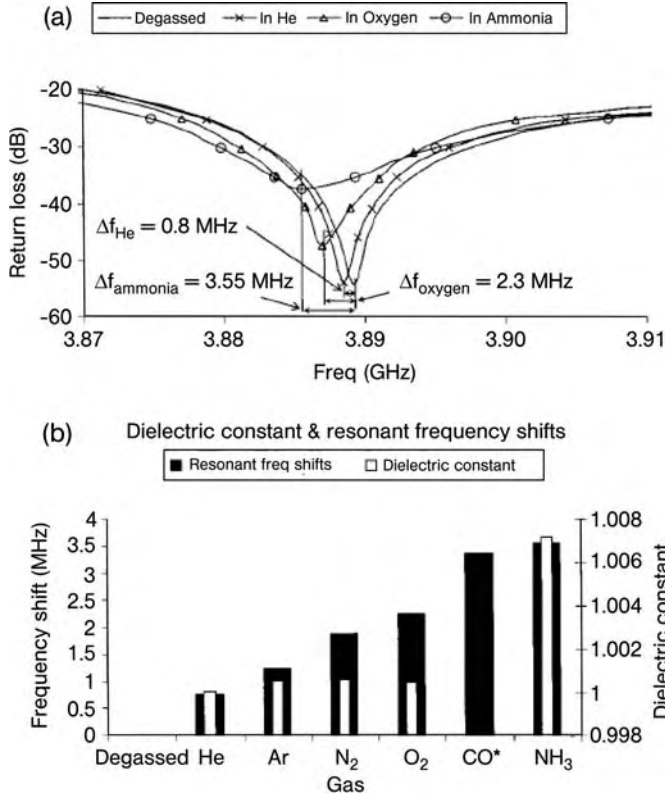 (a)
Degassed In He In Oxygen In Ammonia
-20
-30
-40
-50
-60
Return loss (dB)
Δf_He = 0.8 MHz
Δf_ammonia = 3.55 MHz
Δf_oxygen = 2.3 MHz
3.87 3.88 3.89 3.90 3.91
Freq (GHz)
(b)
Dielectric constant & resonant frequency shifts
Resonant freq shifts Dielectric constant
4
3.5
3
2.5
2
1.5
1
0.5
0
Frequency shift (MHz)
1.008
1.006
1.004
1.002
1
0.998
Dielectric constant
Degassed He Ar N₂ O₂ CO* NH₃
Gas